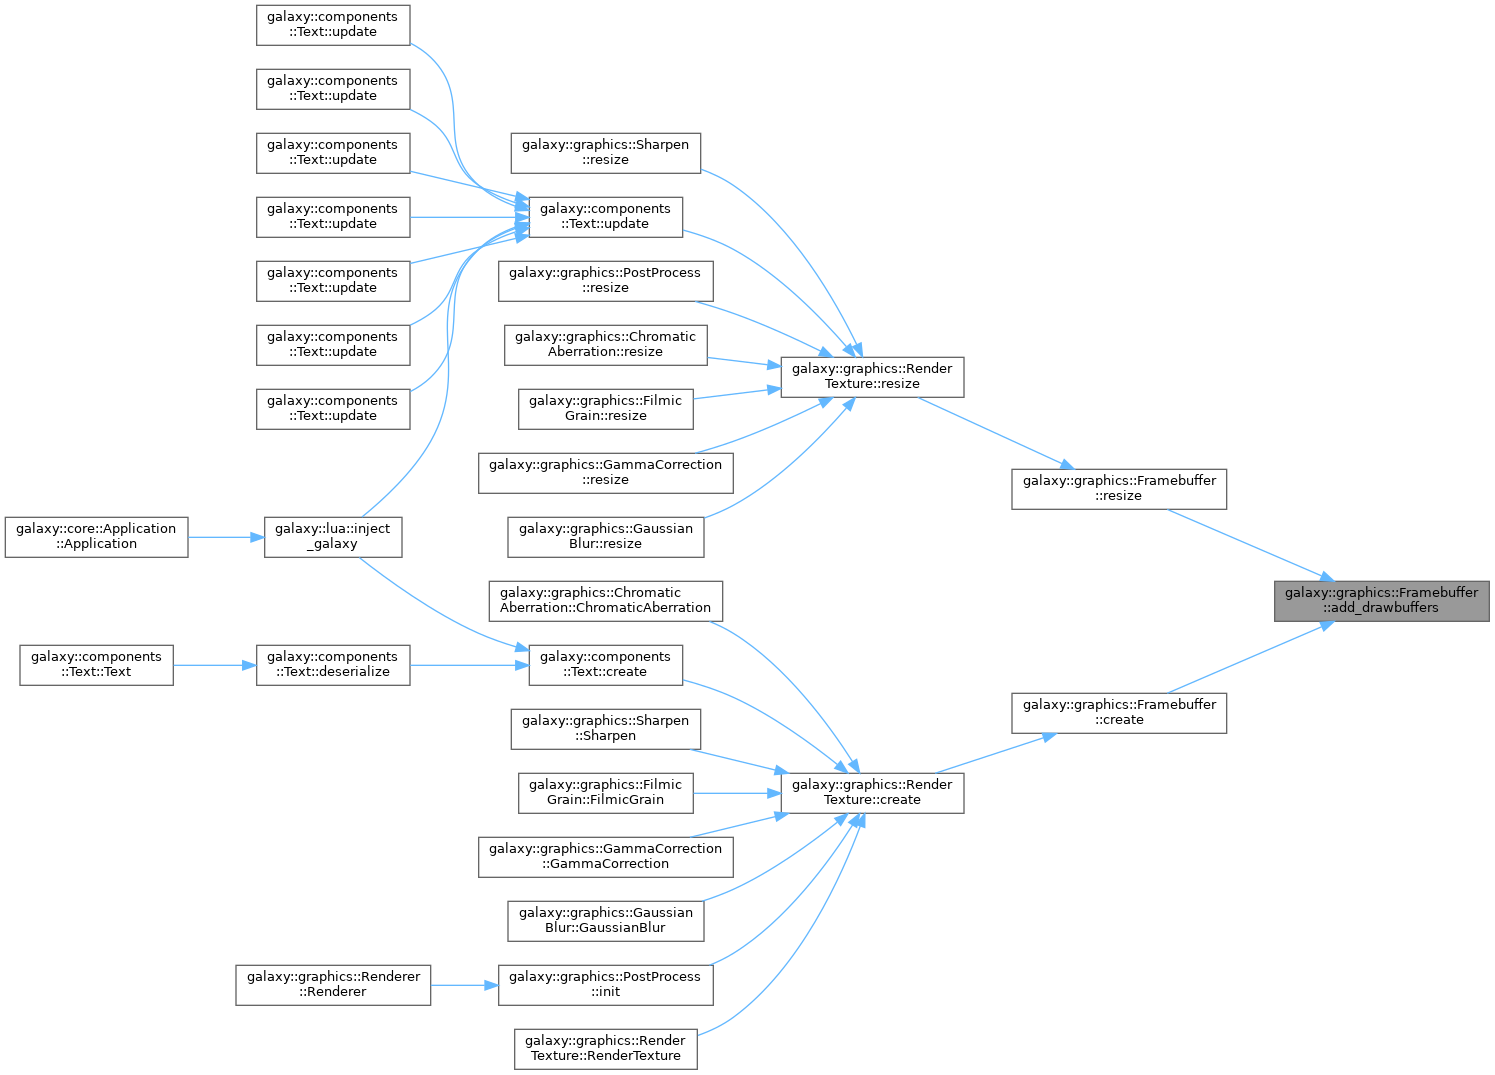 galaxy::components
::Text::update
galaxy::components
::Text::update
galaxy::components
::Text::update
galaxy::components
::Text::update
galaxy::components
::Text::update
galaxy::components
::Text::update
galaxy::components
::Text::update
galaxy::core::Application
::Application
galaxy::lua::inject
_galaxy
galaxy::components
::Text::Text
galaxy::components
::Text::deserialize
galaxy::graphics::Renderer
::Renderer
galaxy::graphics::Sharpen
::resize
galaxy::components
::Text::update
galaxy::graphics::PostProcess
::resize
galaxy::graphics::Chromatic
Aberration::resize
galaxy::graphics::Filmic
Grain::resize
galaxy::graphics::GammaCorrection
::resize
galaxy::graphics::Gaussian
Blur::resize
galaxy::graphics::Chromatic
Aberration::ChromaticAberration
galaxy::components
::Text::create
galaxy::graphics::Sharpen
::Sharpen
galaxy::graphics::Filmic
Grain::FilmicGrain
galaxy::graphics::GammaCorrection
::GammaCorrection
galaxy::graphics::Gaussian
Blur::GaussianBlur
galaxy::graphics::PostProcess
::init
galaxy::graphics::Render
Texture::RenderTexture
galaxy::graphics::Render
Texture::resize
galaxy::graphics::Render
Texture::create
galaxy::graphics::Framebuffer
::resize
galaxy::graphics::Framebuffer
::create
galaxy::graphics::Framebuffer
::add_drawbuffers